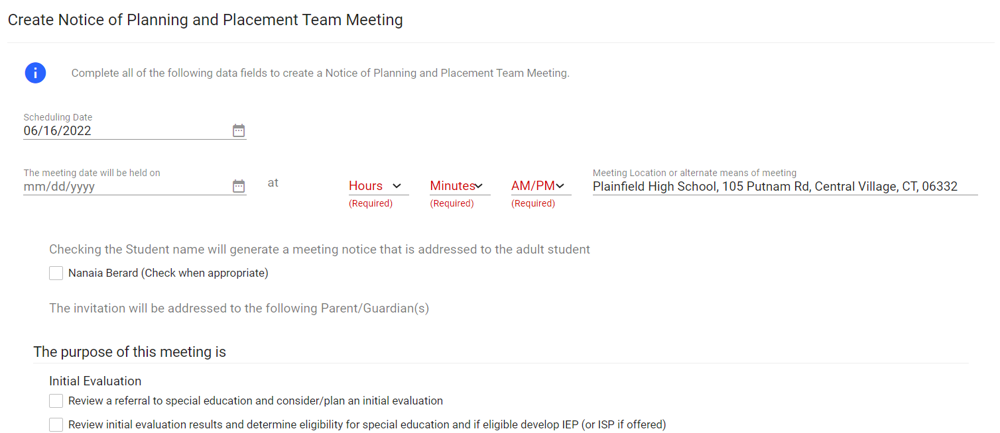 Create Notice of Planning and Placement Team Meeting
i
Complete all of the following data fields to create a Notice of Planning and Placement Team Meeting.
Scheduling Date
06/16/2022
The meeting date will be held on
mm/dd/yyyy
at
Hours
(Required)
Minutes
(Required)
AM/PM
(Required)
Meeting Location or alternate means of meeting
Plainfield High School, 105 Putnam Rd, Central Village, CT, 06332
Checking the Student name will generate a meeting notice that is addressed to the adult student
Nanaia Berard (Check when appropriate)
The invitation will be addressed to the following Parent/Guardian(s)
The purpose of this meeting is
Initial Evaluation
Review a referral to special education and consider/plan an initial evaluation
Review initial evaluation results and determine eligibility for special education and if eligible develop IEP (or ISP if offered)